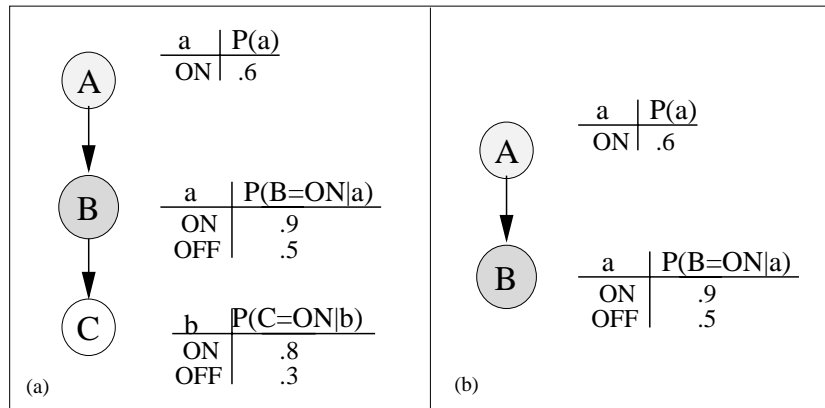 a P(a)
ON .6
A
B
a P(B=ON|a)
ON .9
OFF .5
C
b P(C=ON|b)
ON .8
OFF .3
(a)
a P(a)
ON .6
A
B
a P(B=ON|a)
ON .9
OFF .5
(b)